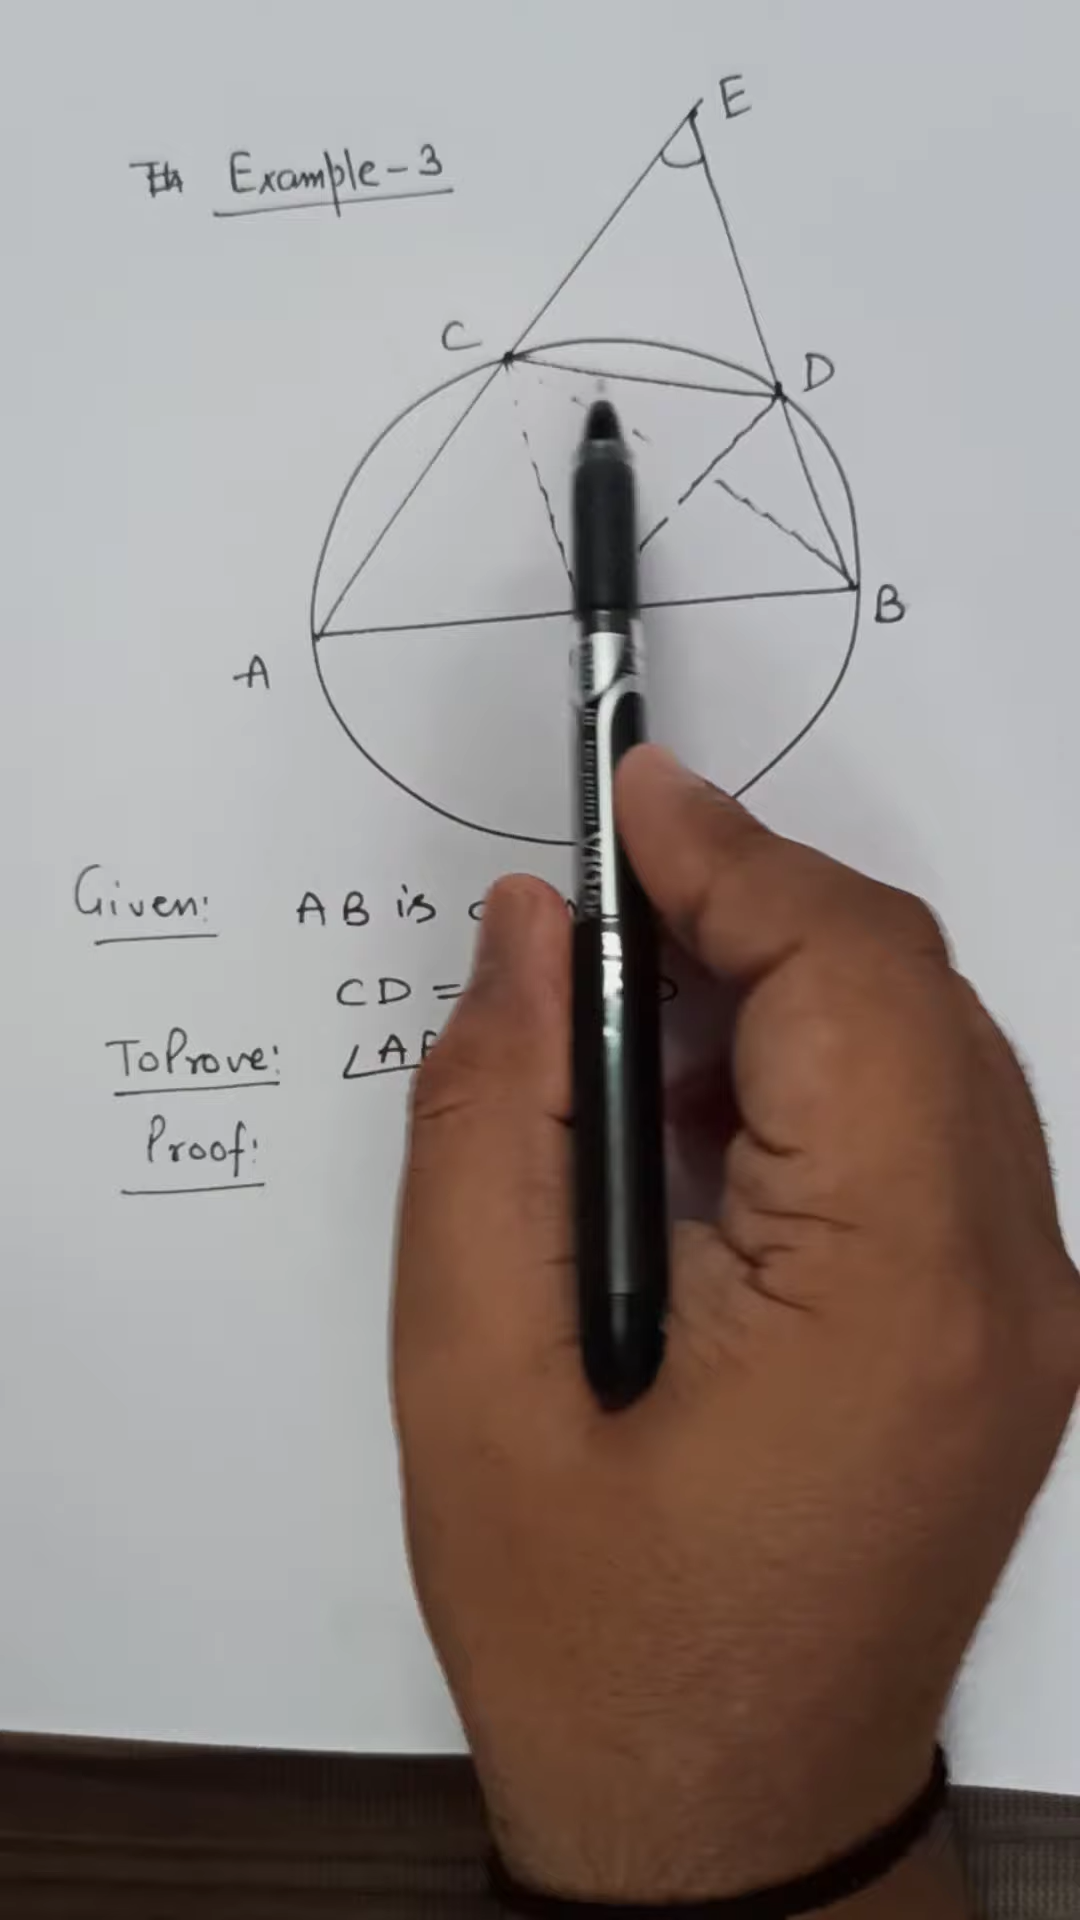 Example-3
E
C
D
B
A
Given: AB is
CD =
To Prove:
Proof: